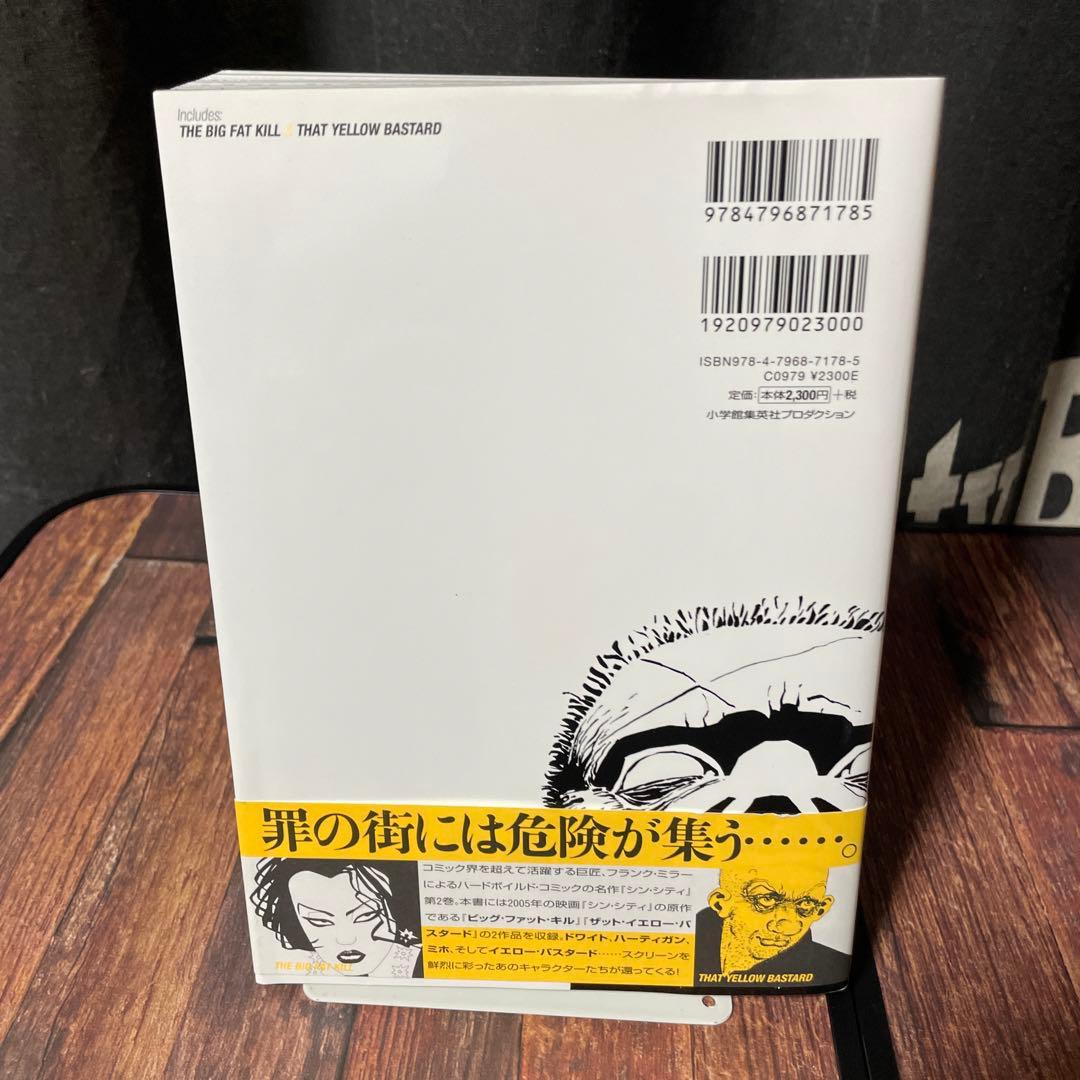 Includes:
THE BIG FAT KILL & THAT YELLOW BASTARD
9784796871785
1920979023000
ISBN978-4-7968-7178-5
C0979 ¥2300E
定価:本体2,300円+税
小学館集英社プロダクション
罪の街には危険が集う……。
コミック界を超えて活躍する巨匠、フランク・ミラー
によるハードボイルド・コミックの名作『シン・シティ』
第2巻。本書には2005年の映画『シン・シティ』の原作
である『ビッグ・ファット・キル』『ザット・イエロー・バ
スタード』の2作品を収録。ドワイト、ハーティガン、
ミホ、そしてイエロー・バスタード……スクリーンを
鮮烈に彩ったあのキャラクターたちが還ってくる!
THE BIG FAT KILL
THAT YELLOW BASTARD